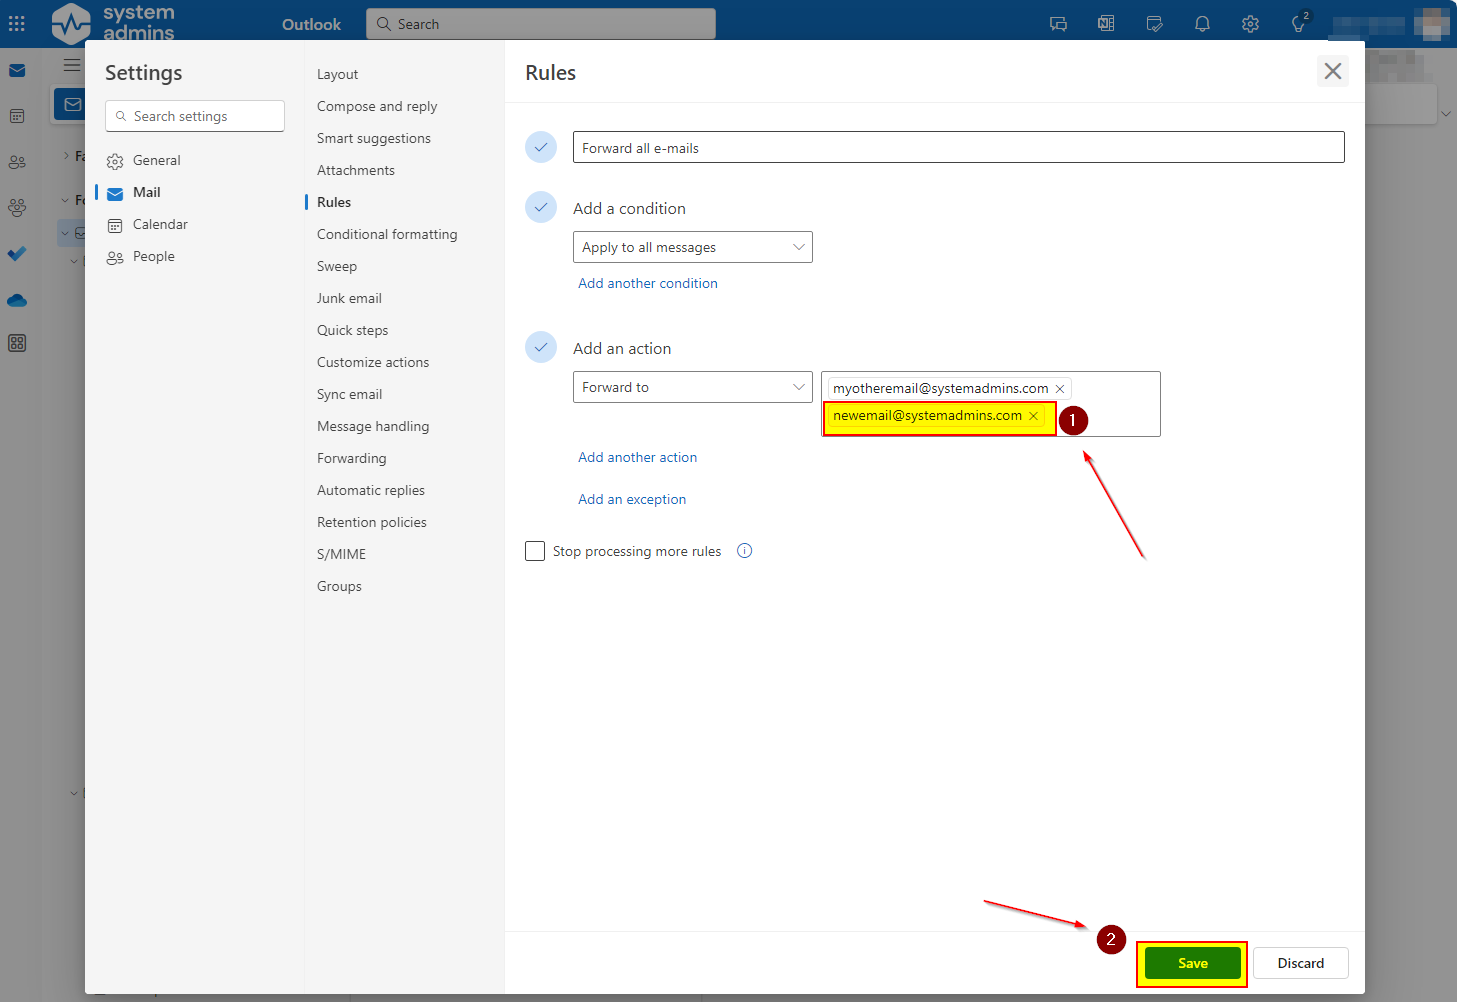 system
admins
Outlook
Search
2
Settings
Search settings
General
Mail
Calendar
People
Layout
Compose and reply
Smart suggestions
Attachments
Rules
Conditional formatting
Sweep
Junk email
Quick steps
Customize actions
Sync email
Message handling
Forwarding
Automatic replies
Retention policies
S/MIME
Groups
Rules
Forward all e-mails
Add a condition
Apply to all messages
Add another condition
Add an action
Forward to
myotheremail@systemadmins.com
newemail@systemadmins.com
1
Add another action
Add an exception
Stop processing more rules
2
Save
Discard